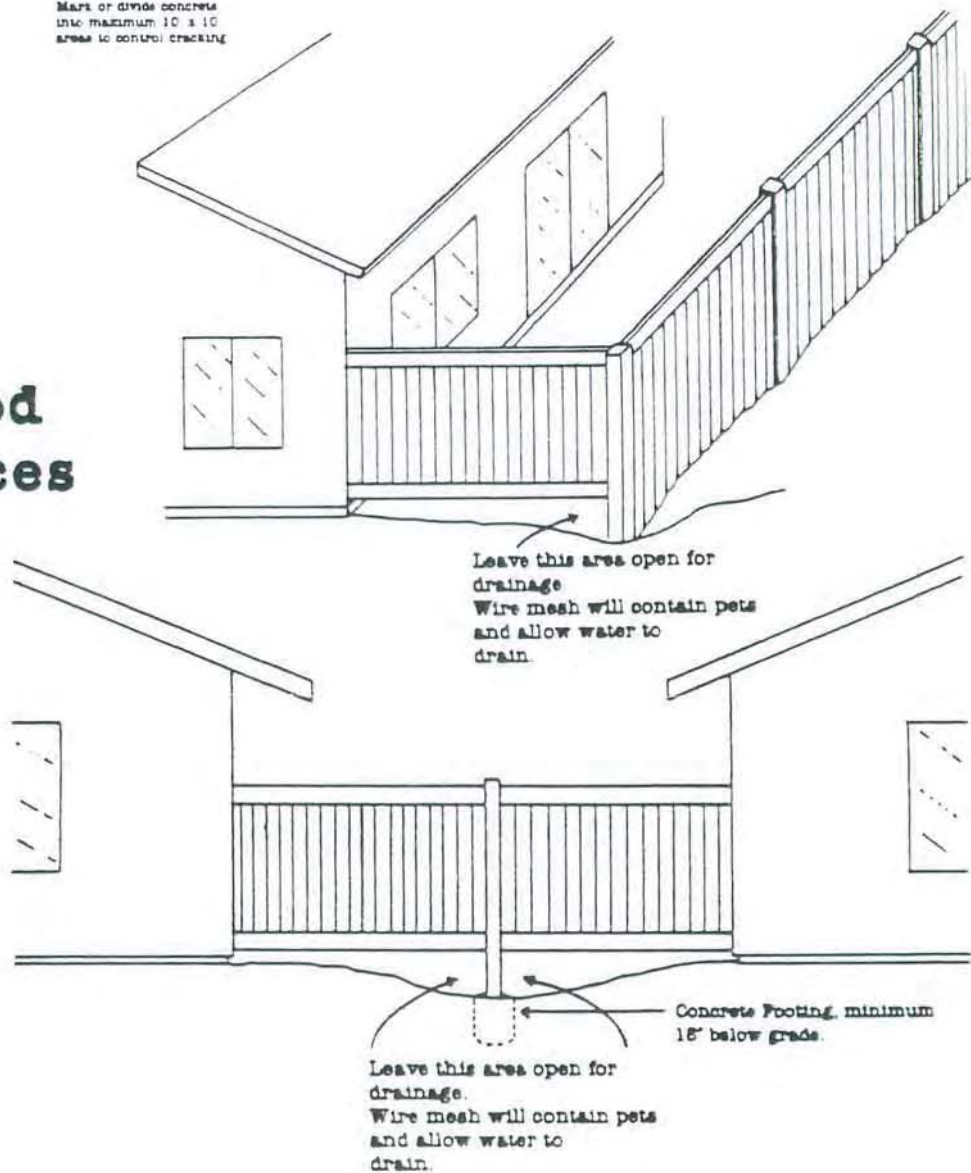 Mark or divide concrete
into maximum 10 x 10
areas to control cracking
od
ces
Leave this area open for
drainage
Wire mesh will contain pets
and allow water to
drain.
Concrete Footing, minimum
18" below grade.
Leave this area open for
drainage.
Wire mesh will contain pets
and allow water to
drain.